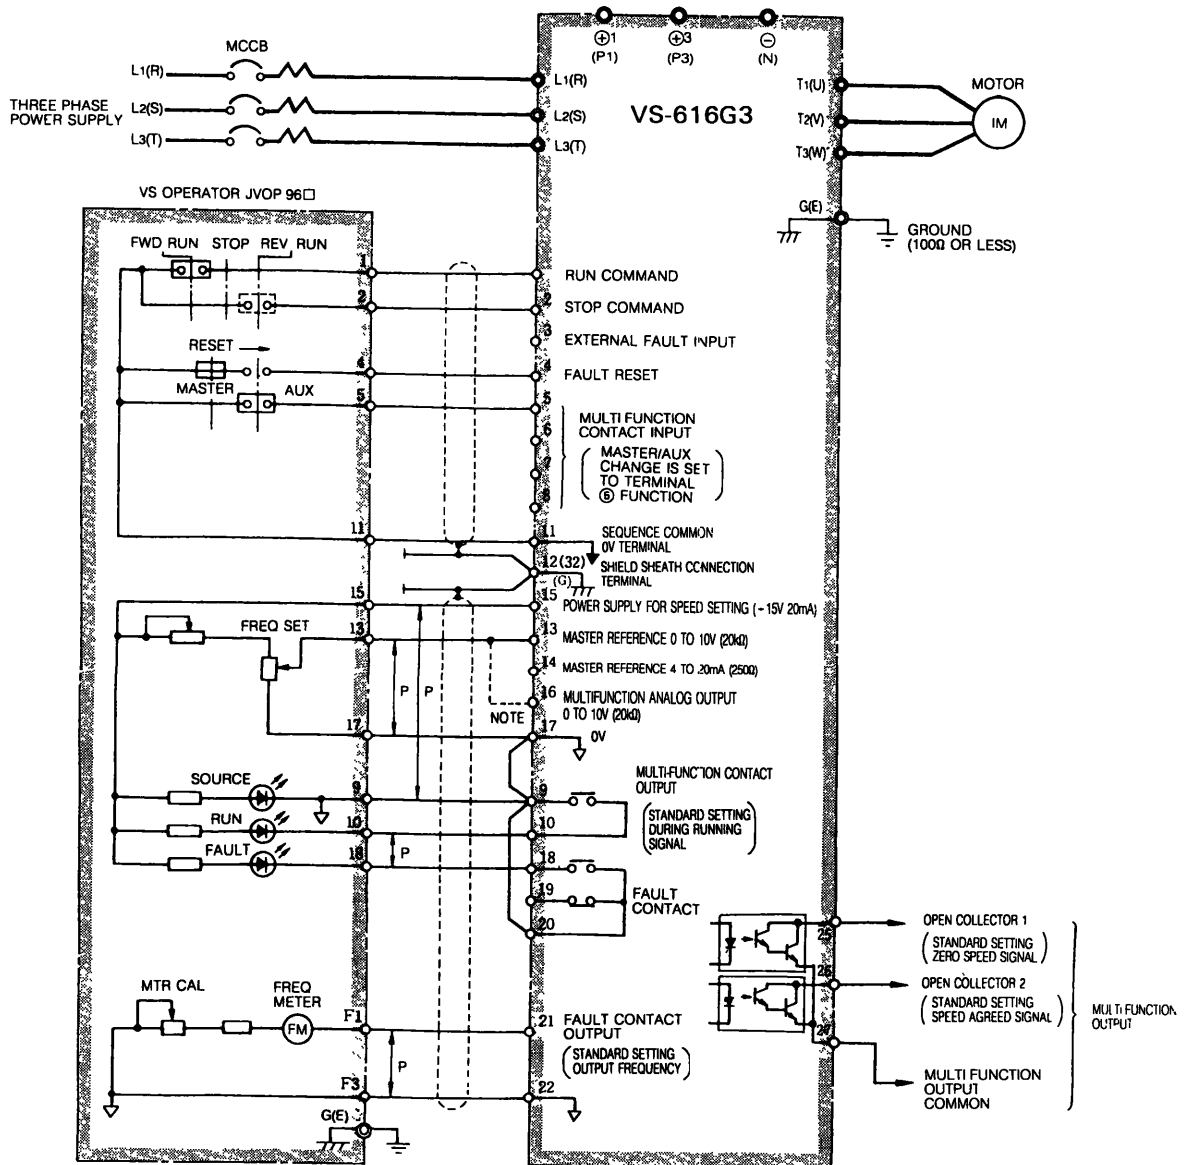 ⊕1
(P1)
⊕3
(P3)
⊖
(N)
MCCB
L1(R)
L1(R)
THREE PHASE
POWER SUPPLY
L2(S)
L2(S)
L3(T)
L3(T)
VS-616G3
T1(U)
T2(V)
T3(W)
MOTOR
IM
G(E)
GROUND
(100Ω OR LESS)
VS OPERATOR JVOP 96□
FWD RUN
STOP
REV RUN
1
RUN COMMAND
2
2
STOP COMMAND
3
EXTERNAL FAULT INPUT
RESET
4
4
FAULT RESET
MASTER
AUX
5
5
6
7
8
MULTI FUNCTION
CONTACT INPUT
(MASTER/AUX
CHANGE IS SET
TO TERMINAL
⑤ FUNCTION)
11
11
SEQUENCE COMMON
0V TERMINAL
12(32)
(G)
SHIELD SHEATH CONNECTION
TERMINAL
15
15
POWER SUPPLY FOR SPEED SETTING (-15V 20mA)
FREQ SET
13
13
MASTER REFERENCE 0 TO 10V (20kΩ)
14
MASTER REFERENCE 4 TO 20mA (250Ω)
P
P
NOTE
16
MULTIFUNCTION ANALOG OUTPUT
0 TO 10V (20kΩ)
17
17
0V
SOURCE
9
9
MULTI-FUNCTION CONTACT
OUTPUT
(STANDARD SETTING
DURING RUNNING
SIGNAL)
RUN
10
10
FAULT
18
P
18
19
20
FAULT
CONTACT
25
OPEN COLLECTOR 1
(STANDARD SETTING
ZERO SPEED SIGNAL)
26
OPEN COLLECTOR 2
(STANDARD SETTING
SPEED AGREED SIGNAL)
27
MULTI FUNCTION
OUTPUT
MULTI FUNCTION
OUTPUT
COMMON
MTR CAL
FREQ
METER
FM
F1
21
FAULT CONTACT
OUTPUT
(STANDARD SETTING
OUTPUT FREQUENCY)
P
F3
22
G(E)